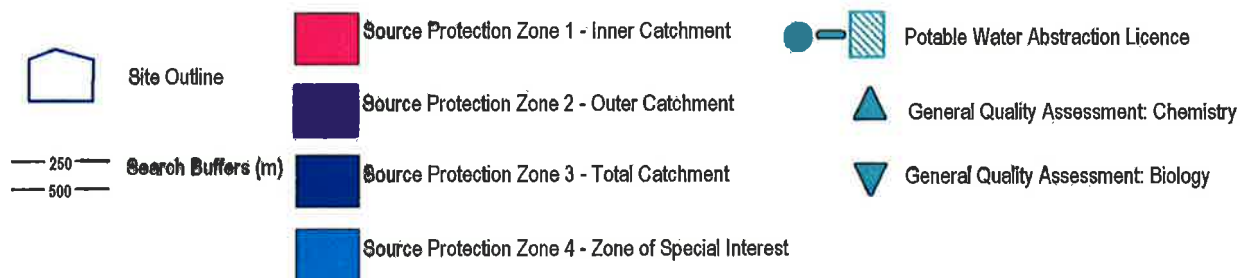 Site Outline
250
500
Search Buffers (m)
Source Protection Zone 1 - Inner Catchment
Source Protection Zone 2 - Outer Catchment
Source Protection Zone 3 - Total Catchment
Source Protection Zone 4 - Zone of Special Interest
Potable Water Abstraction Licence
General Quality Assessment: Chemistry
General Quality Assessment: Biology